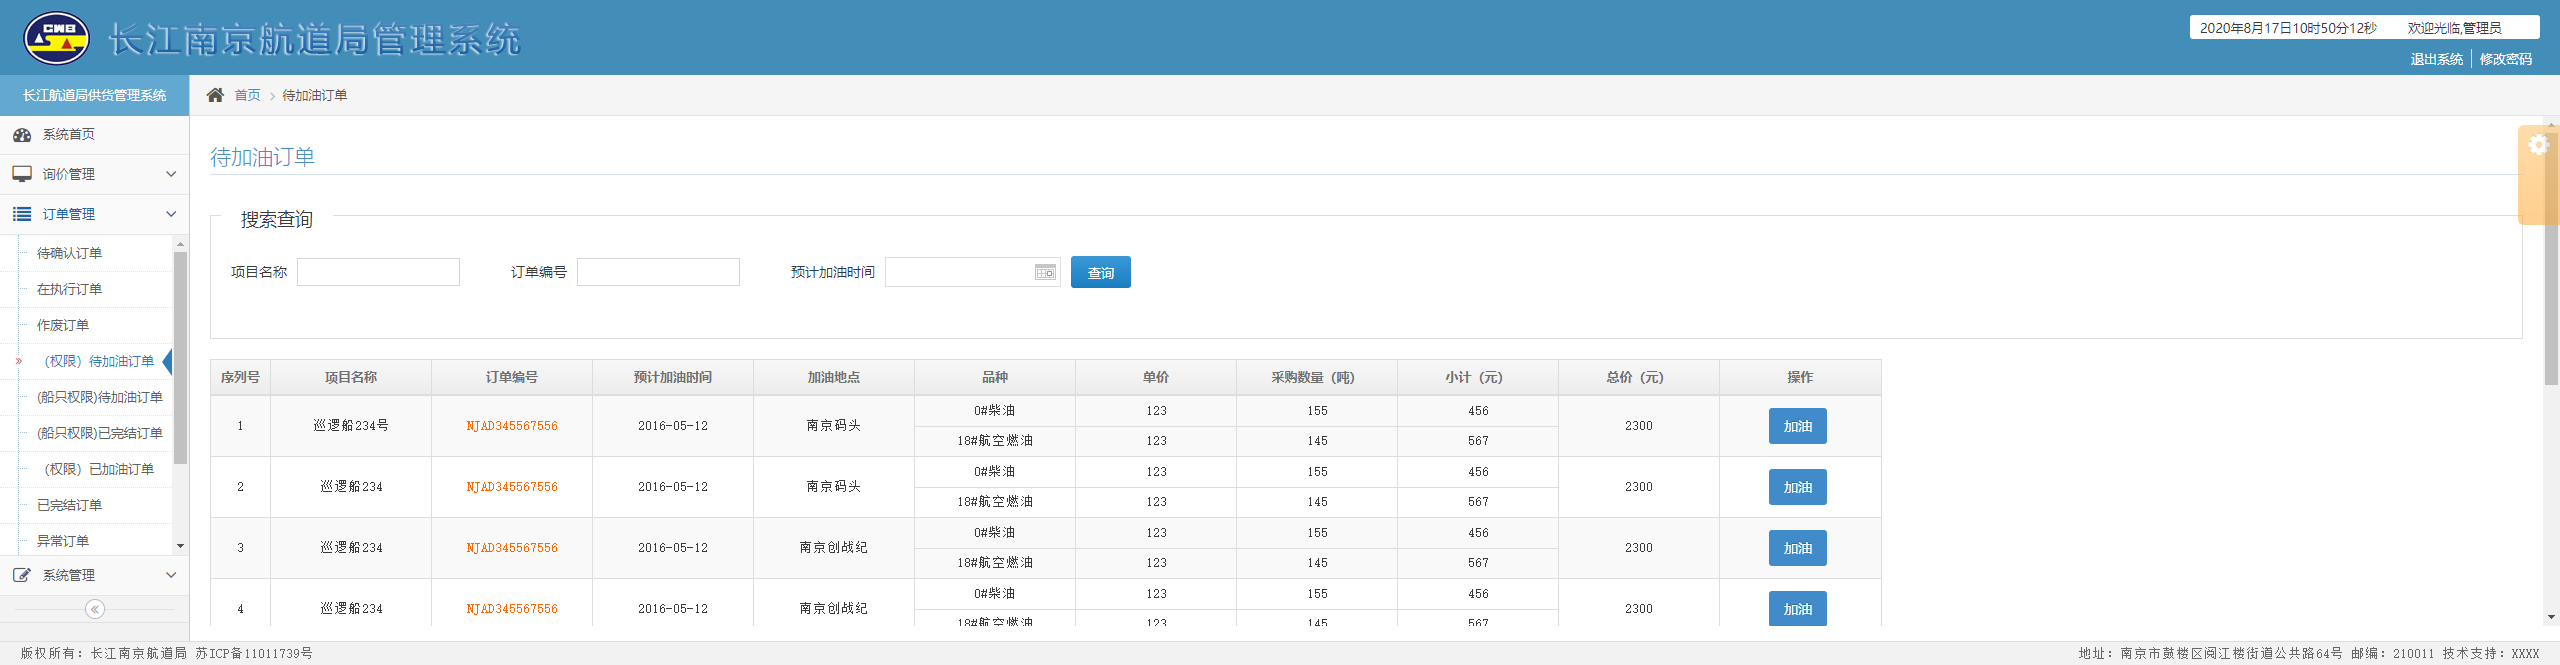 CWB 长江南京航道局管理系统
2020年8月17日10时50分12秒 欢迎光临,管理员
退出系统 修改密码
长江航道局供货管理系统
首页 > 待加油订单
系统首页
询价管理
订单管理
待确认订单
在执行订单
作废订单
» (权限) 待加油订单
(船只权限)待加油订单
(船只权限)已完结订单
(权限) 已加油订单
已完结订单
异常订单
系统管理
«
待加油订单
搜索查询
项目名称 订单编号 预计加油时间 查询
序列号 项目名称 订单编号 预计加油时间 加油地点 品种 单价 采购数量 (吨) 小计 (元) 总价 (元) 操作
1 巡逻船234号 NJAD345567556 2016-05-12 南京码头 0#柴油 123 155 456 2300 加油
18#航空燃油 123 145 567
2 巡逻船234 NJAD345567556 2016-05-12 南京码头 0#柴油 123 155 456 2300 加油
18#航空燃油 123 145 567
3 巡逻船234 NJAD345567556 2016-05-12 南京创战纪 0#柴油 123 155 456 2300 加油
18#航空燃油 123 145 567
4 巡逻船234 NJAD345567556 2016-05-12 南京创战纪 0#柴油 123 155 456 2300 加油
18#航空燃油 123 145 567
版权所有: 长江南京航道局 苏ICP备11011739号
地址: 南京市鼓楼区阅江楼街道公共路64号 邮编: 210011 技术支持: XXXX